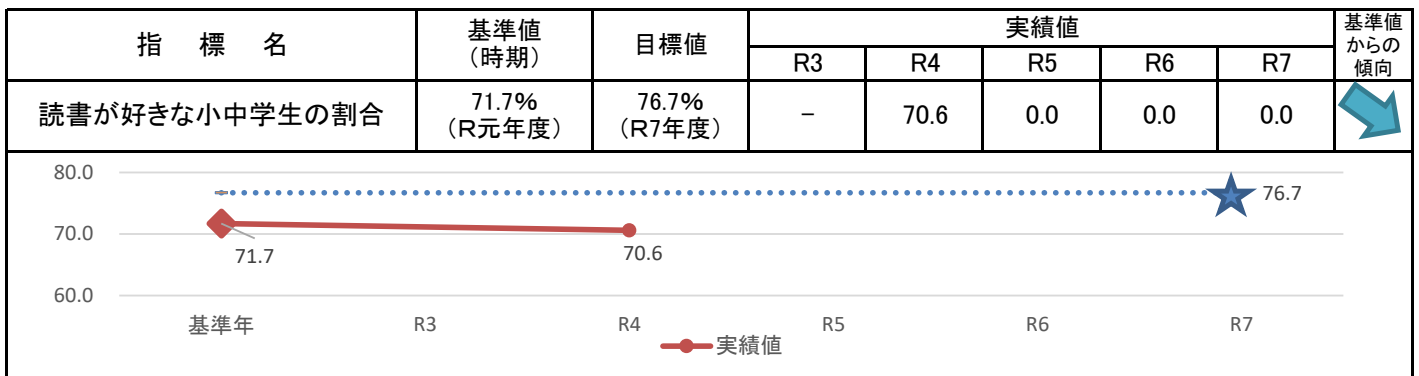 指 標 名
基準値
（時期）
目標値
実績値
基準値
からの
傾向
R3 R4 R5 R6 R7
読書が好きな小中学生の割合
71.7%
（R元年度）
76.7%
（R7年度）
－ 70.6 0.0 0.0 0.0
80.0
70.0
60.0
76.7
71.7
70.6
基準年 R3 R4 R5 R6 R7
実績値